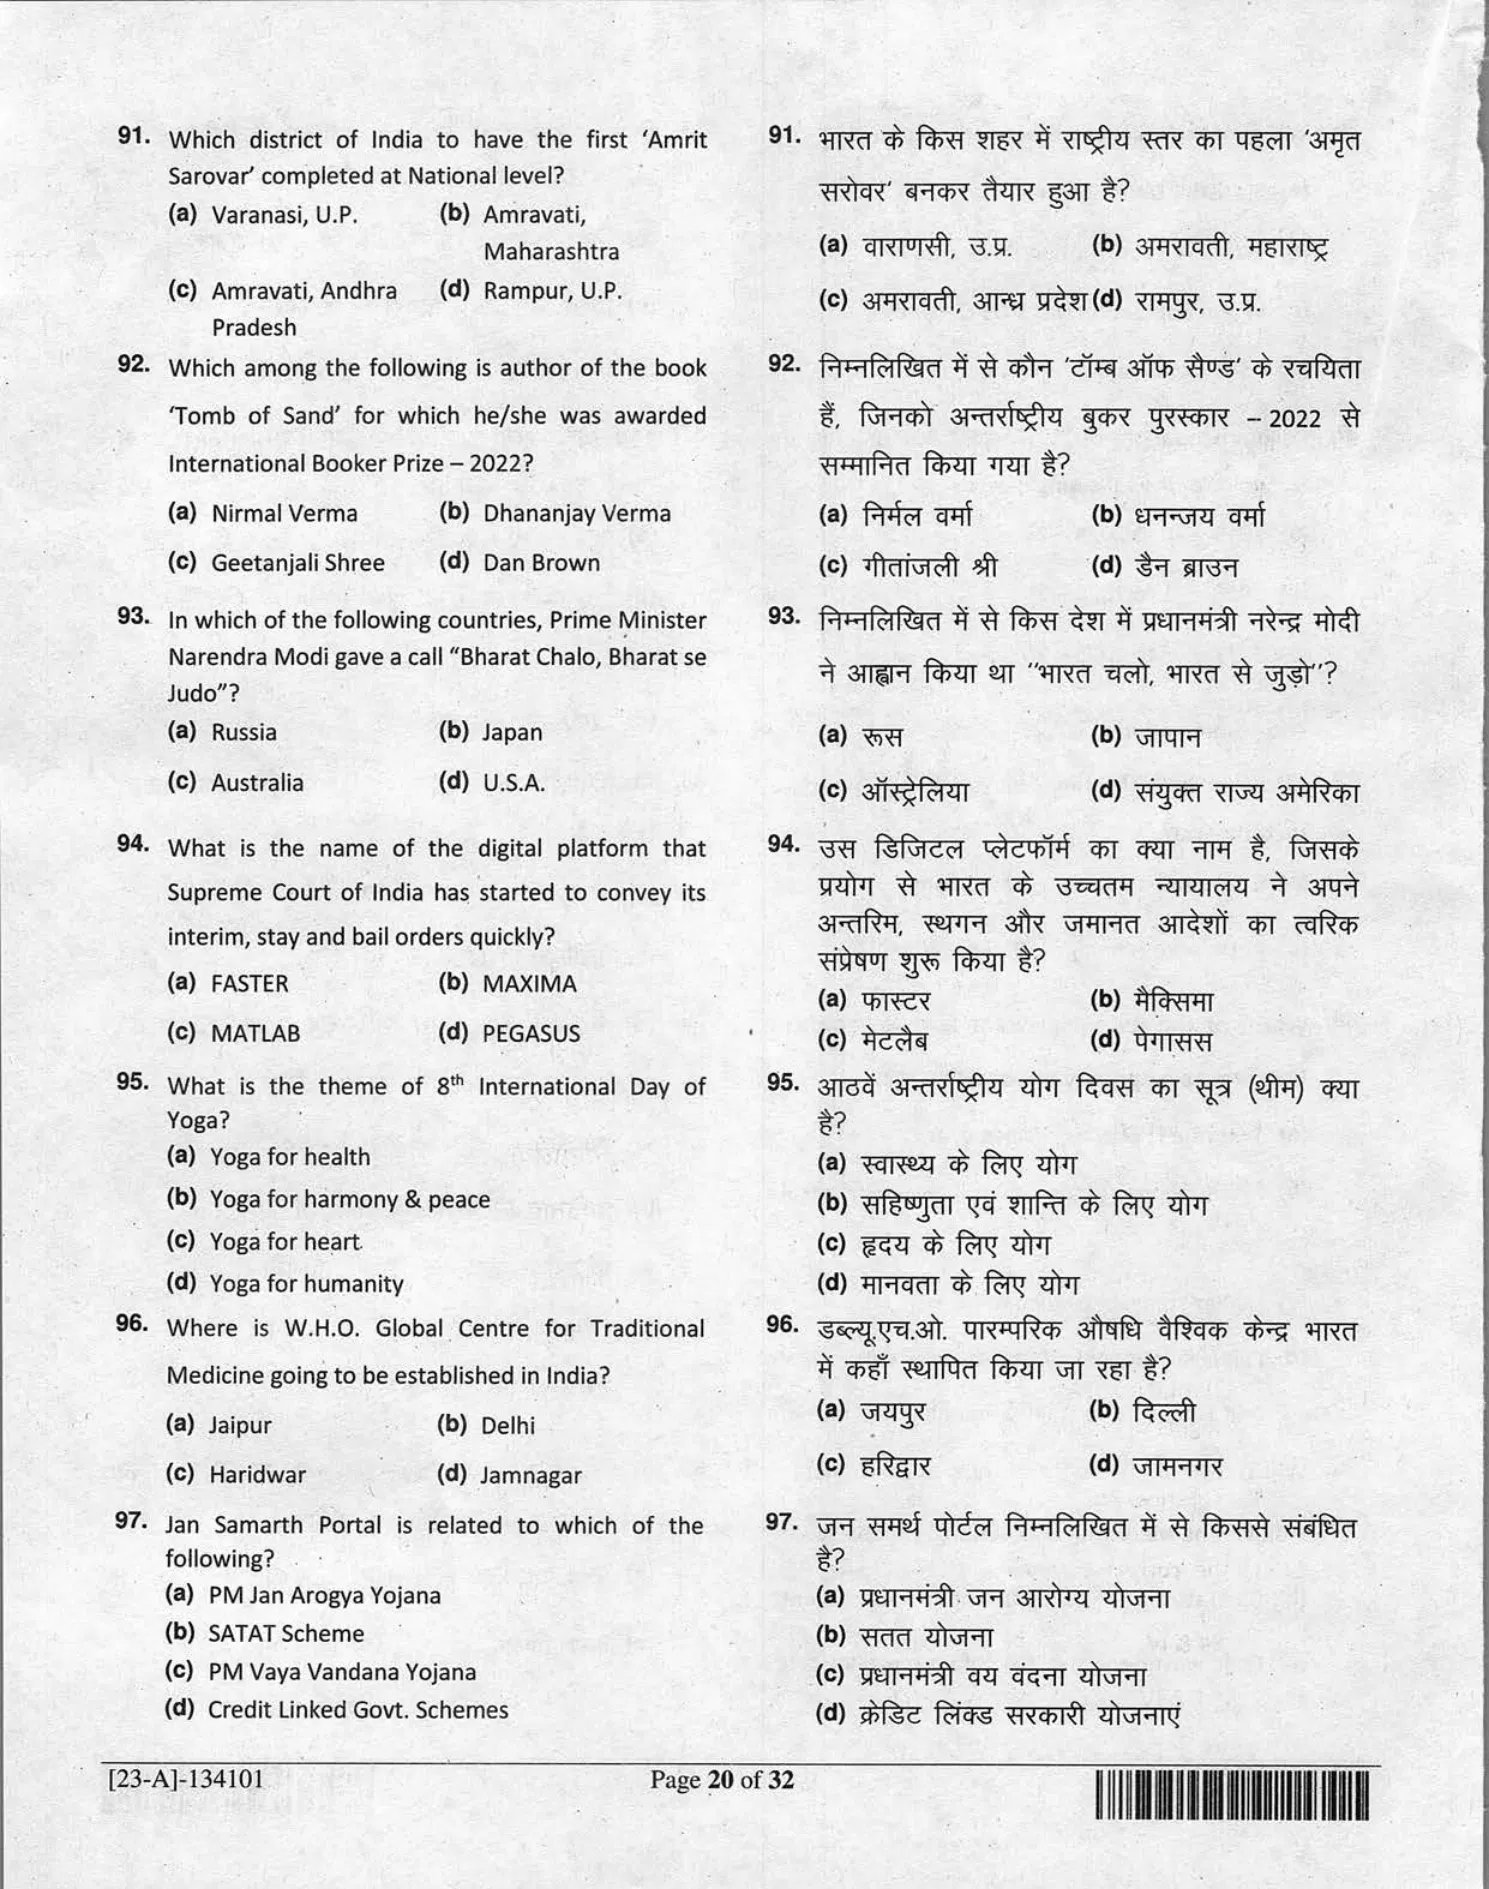 91. Which district of India to have the first ‘Amrit
Sarovar’ completed at National level?
(a) Varanasi, U.P. (b) Amravati,
Maharashtra
(c) Amravati, Andhra (d) Rampur, U.P.
Pradesh
92. Which among the following is author of the book
‘Tomb of Sand’ for which he/she was awarded
International Booker Prize – 2022?
(a) Nirmal Verma (b) Dhananjay Verma
(c) Geetanjali Shree (d) Dan Brown
93. In which of the following countries, Prime Minister
Narendra Modi gave a call “Bharat Chalo, Bharat se
Judo”?
(a) Russia (b) Japan
(c) Australia (d) U.S.A.
94. What is the name of the digital platform that
Supreme Court of India has started to convey its
interim, stay and bail orders quickly?
(a) FASTER (b) MAXIMA
(c) MATLAB (d) PEGASUS
95. What is the theme of 8th International Day of
Yoga?
(a) Yoga for health
(b) Yoga for harmony & peace
(c) Yoga for heart
(d) Yoga for humanity
96. Where is W.H.O. Global Centre for Traditional
Medicine going to be established in India?
(a) Jaipur (b) Delhi
(c) Haridwar (d) Jamnagar
97. Jan Samarth Portal is related to which of the
following?
(a) PM Jan Arogya Yojana
(b) SATAT Scheme
(c) PM Vaya Vandana Yojana
(d) Credit Linked Govt. Schemes
91. भारत के किस शहर में राष्ट्रीय स्तर का पहला ‘अमृत
सरोवर’ बनकर तैयार हुआ है?
(a) वाराणसी, उ.प्र. (b) अमरावती, महाराष्ट्र
(c) अमरावती, आन्ध्र प्रदेश (d) रामपुर, उ.प्र.
92. निम्नलिखित में से कौन ‘टॉम्ब ऑफ सैण्ड’ के रचयिता
हैं, जिनको अन्तर्राष्ट्रीय बुकर पुरस्कार – 2022 से
सम्मानित किया गया है?
(a) निर्मल वर्मा (b) धनन्जय वर्मा
(c) गीतांजली श्री (d) डैन ब्राउन
93. निम्नलिखित में से किस देश में प्रधानमंत्री नरेन्द्र मोदी
ने आह्वान किया था ‘‘भारत चलो, भारत से जुड़ो’’?
(a) रूस (b) जापान
(c) ऑस्ट्रेलिया (d) संयुक्त राज्य अमेरिका
94. उस डिजिटल प्लेटफॉर्म का क्या नाम है, जिसके
प्रयोग से भारत के उच्चतम न्यायालय ने अपने
अन्तरिम, स्थगन और जमानत आदेशों का त्वरिक
संप्रेषण शुरू किया है?
(a) फास्टर (b) मैक्सिमा
(c) मेटलैब (d) पेगासस
95. आठवें अन्तर्राष्ट्रीय योग दिवस का सूत्र (थीम) क्या
है?
(a) स्वास्थ्य के लिए योग
(b) सहिष्णुता एवं शान्ति के लिए योग
(c) हृदय के लिए योग
(d) मानवता के लिए योग
96. डब्ल्यू.एच.ओ. पारम्परिक औषधि वैश्विक केन्द्र भारत
में कहाँ स्थापित किया जा रहा है?
(a) जयपुर (b) दिल्ली
(c) हरिद्वार (d) जामनगर
97. जन समर्थ पोर्टल निम्नलिखित में से किससे संबंधित
है?
(a) प्रधानमंत्री जन आरोग्य योजना
(b) सतत योजना
(c) प्रधानमंत्री वय वंदना योजना
(d) क्रेडिट लिंक्ड सरकारी योजनाएं
[23-A]-134101 Page 20 of 32